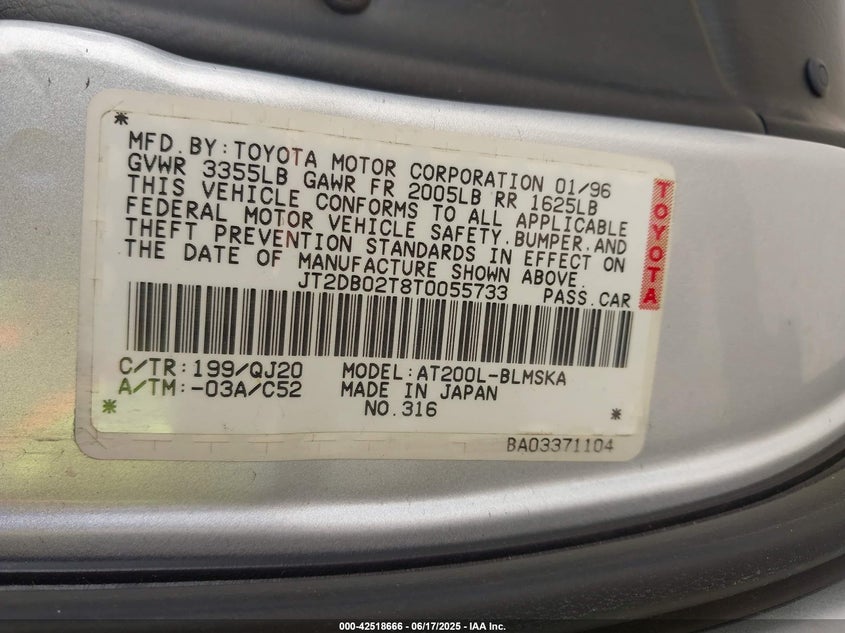 *
MFD.BY:TOYOTA MOTOR CORPORATION 01/96
GVWR 3355LB GAWR FR 2005LB RR 1625LB
THIS VEHICLE CONFORMS TO ALL APPLICABLE
FEDERAL MOTOR VEHICLE SAFETY.BUMPER.AND
THEFT PREVENTION STANDARDS IN EFFECT ON
THE DATE OF MANUFACTURE SHOWN ABOVE.
JT2DB02T8T0055733 PASS.CAR
TOYOTA
C/TR:199/QJ20 MODEL:AT200L-BLMSKA
A/TM:-03A/C52 MADE IN JAPAN
* NO.316 *
BA03371104
000-42518666 - 06/17/2025 - IAA Inc.